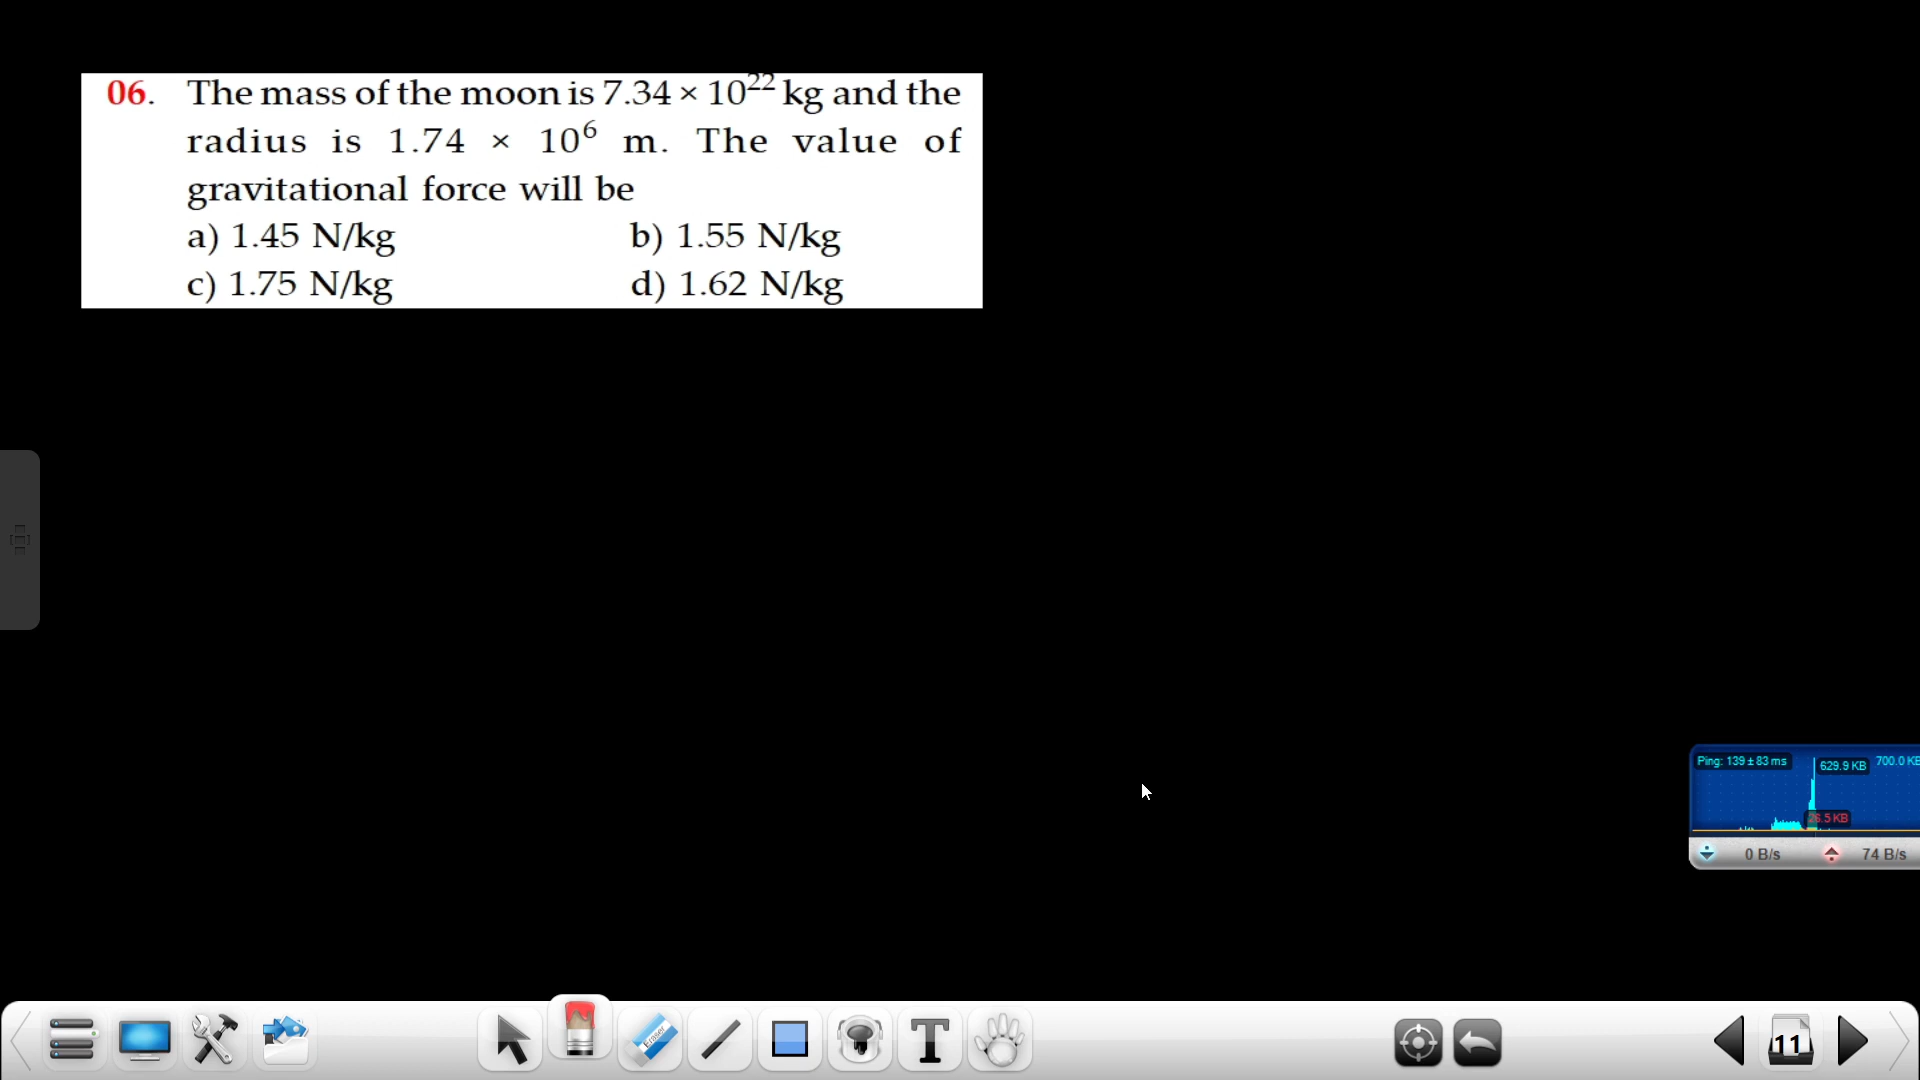 06. The mass of the moon is 7.34 × 10²² kg and the
radius is 1.74 × 10⁶ m. The value of
gravitational force will be
a) 1.45 N/kg b) 1.55 N/kg
c) 1.75 N/kg d) 1.62 N/kg
Ping: 139 ± 83 ms 629.9 KB 700.0 KB
26.5 KB
0 B/s 74 B/s
Eraser T 11